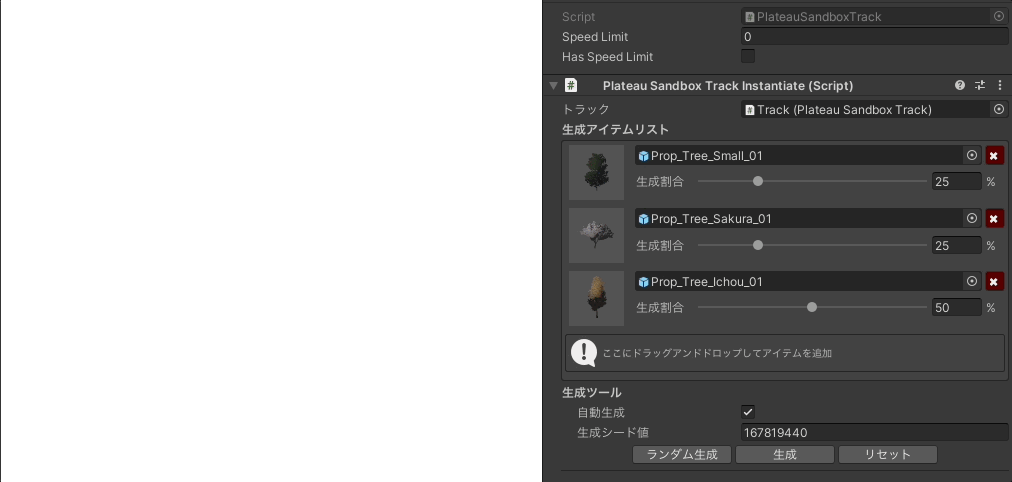 Script PlateauSandboxTrack
Speed Limit 0
Has Speed Limit
Plateau Sandbox Track Instantiate (Script)
トラック Track (Plateau Sandbox Track)
生成アイテムリスト
Prop_Tree_Small_01
生成割合 25 %
Prop_Tree_Sakura_01
生成割合 25 %
Prop_Tree_Ichou_01
生成割合 50 %
ここにドラッグアンドドロップしてアイテムを追加
生成ツール
自動生成
生成シード値 167819440
ランダム生成 生成 リセット